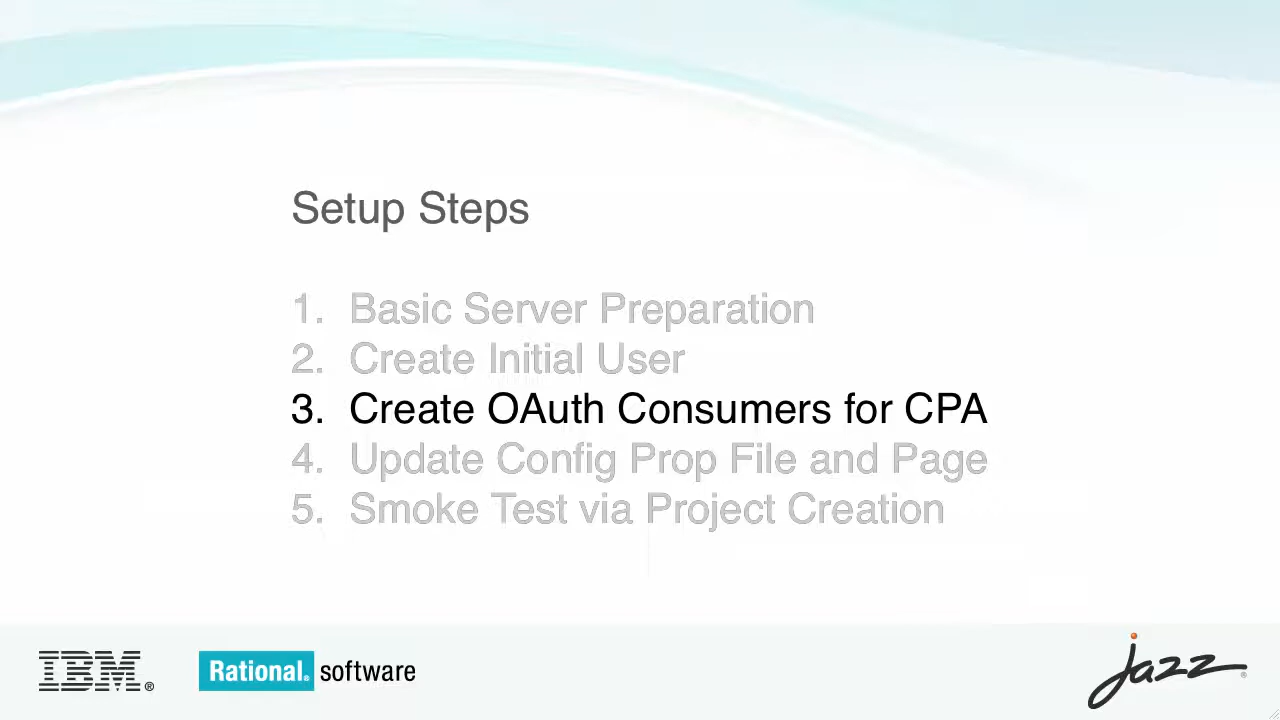 Setup Steps
1. Basic Server Preparation
2. Create Initial User
3. Create OAuth Consumers for CPA
4. Update Config Prop File and Page
5. Smoke Test via Project Creation
IBM® Rational® software jazz®